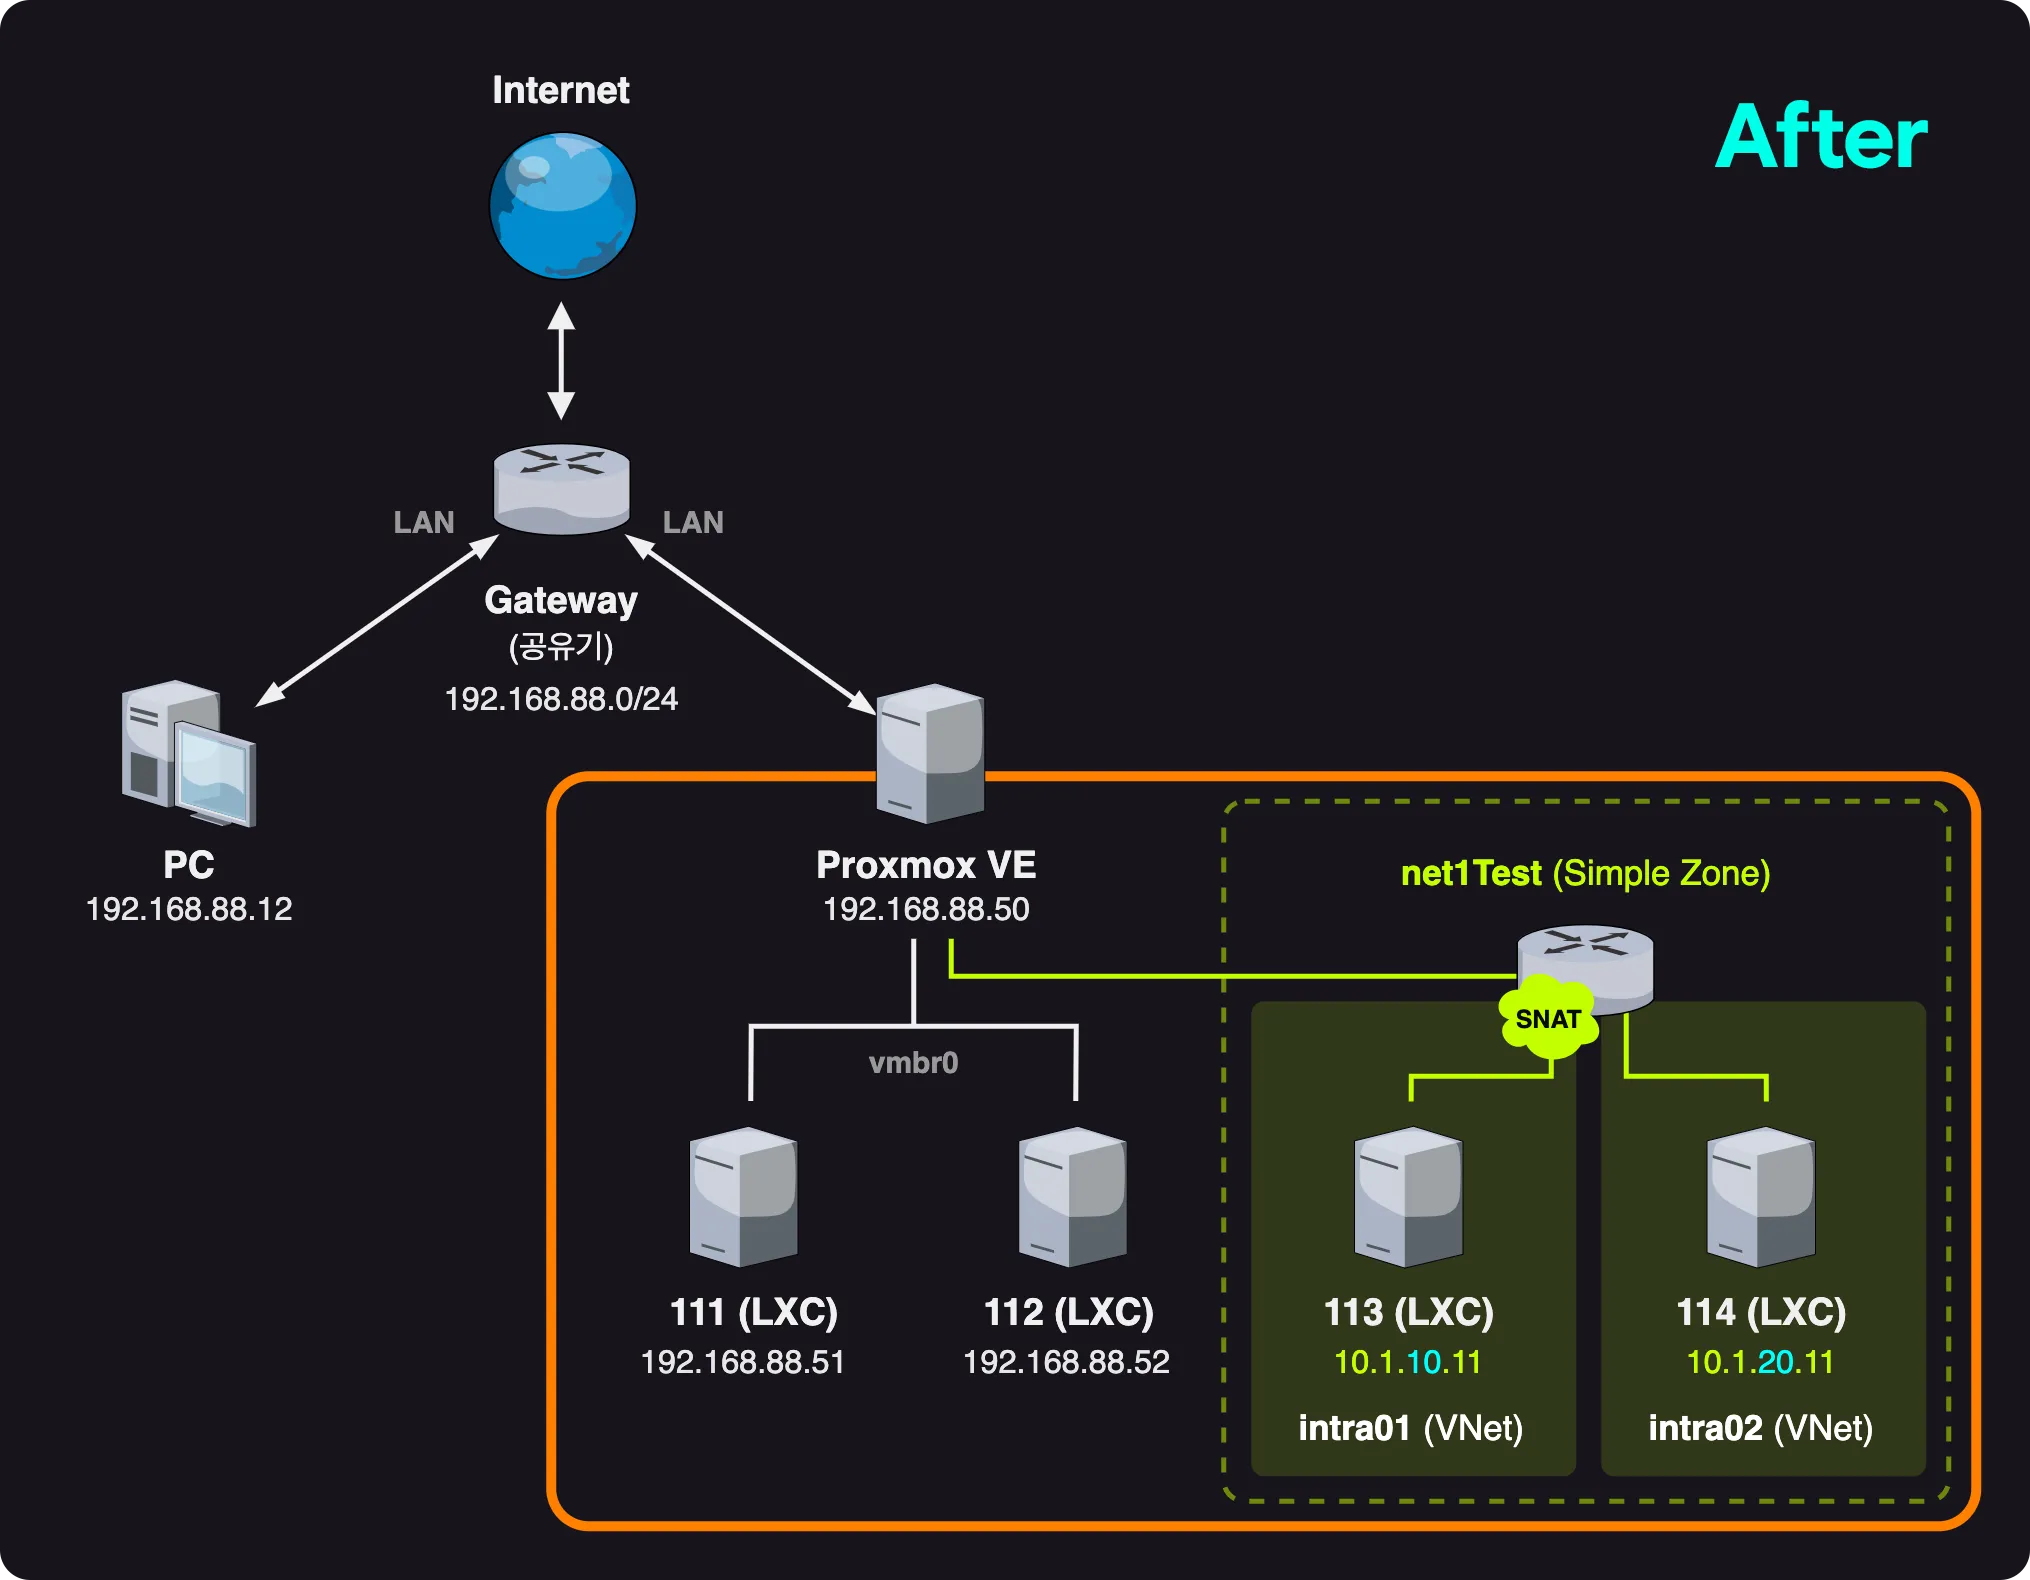 Internet
After
LAN
LAN
Gateway
(공유기)
192.168.88.0/24
PC
192.168.88.12
Proxmox VE
192.168.88.50
net1Test (Simple Zone)
SNAT
vmbr0
111 (LXC)
192.168.88.51
112 (LXC)
192.168.88.52
113 (LXC)
10.1.10.11
intra01 (VNet)
114 (LXC)
10.1.20.11
intra02 (VNet)